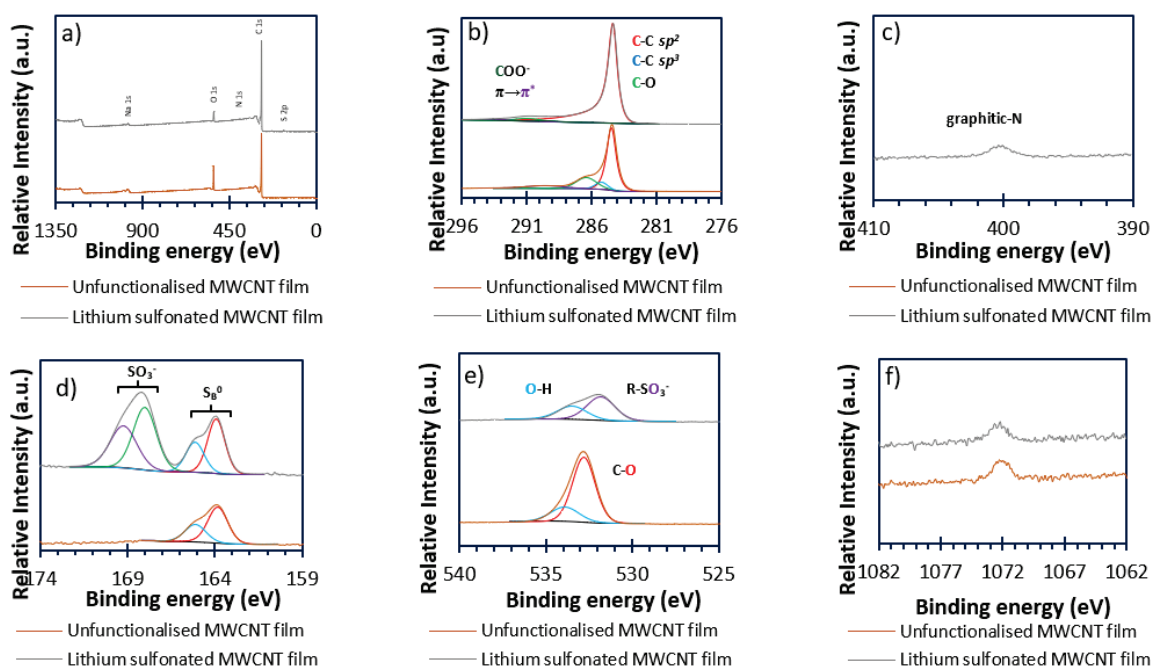 a)
Relative Intensity (a.u.)
C 1s
O 1s
N 1s
Na 1s
S 2p
1350 900 450 0
Binding energy (eV)
Unfunctionalised MWCNT film
Lithium sulfonated MWCNT film
b)
Relative Intensity (a.u)
C-C sp²
C-C sp³
C-O
COO⁻
π→π*
296 291 286 281 276
Binding energy (eV)
Unfunctionalised MWCNT film
Lithium sulfonated MWCNT film
c)
Relative Intensity (a.u.)
graphitic-N
410 400 390
Binding energy (eV)
Unfunctionalised MWCNT film
Lithium sulfonated MWCNT film
d)
Relative Intensity (a.u.)
SO₃⁻
S_B⁰
174 169 164 159
Binding energy (eV)
Unfunctionalised MWCNT film
Lithium sulfonated MWCNT film
e)
Relative Intensity (a.u.)
O-H
R-SO₃⁻
C-O
540 535 530 525
Binding energy (eV)
Unfunctionalised MWCNT film
Lithium sulfonated MWCNT film
f)
Relative Intensity (a.u.)
1082 1077 1072 1067 1062
Binding energy (eV)
Unfunctionalised MWCNT film
Lithium sulfonated MWCNT film